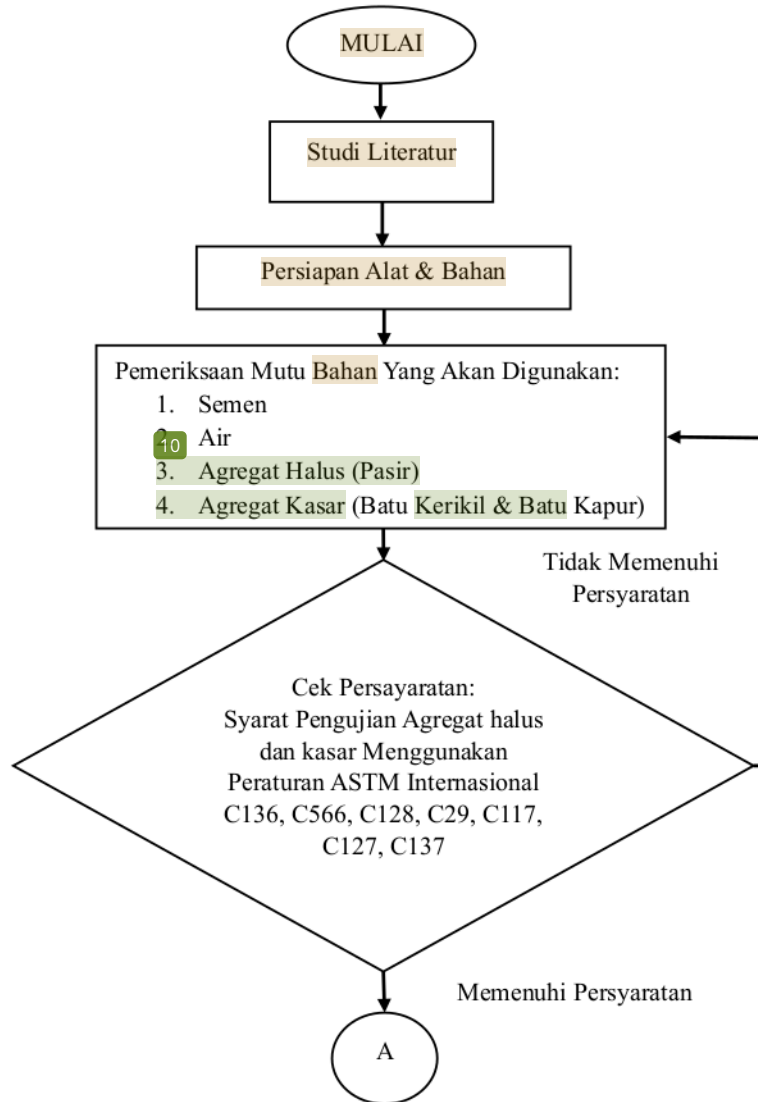 MULAI
Studi Literatur
Persiapan Alat & Bahan
Pemeriksaan Mutu Bahan Yang Akan Digunakan:
1. Semen
2. Air
10
3. Agregat Halus (Pasir)
4. Agregat Kasar (Batu Kerikil & Batu Kapur)
Tidak Memenuhi
Persyaratan
Cek Persayaratan:
Syarat Pengujian Agregat halus
dan kasar Menggunakan
Peraturan ASTM Internasional
C136, C566, C128, C29, C117,
C127, C137
Memenuhi Persyaratan
A